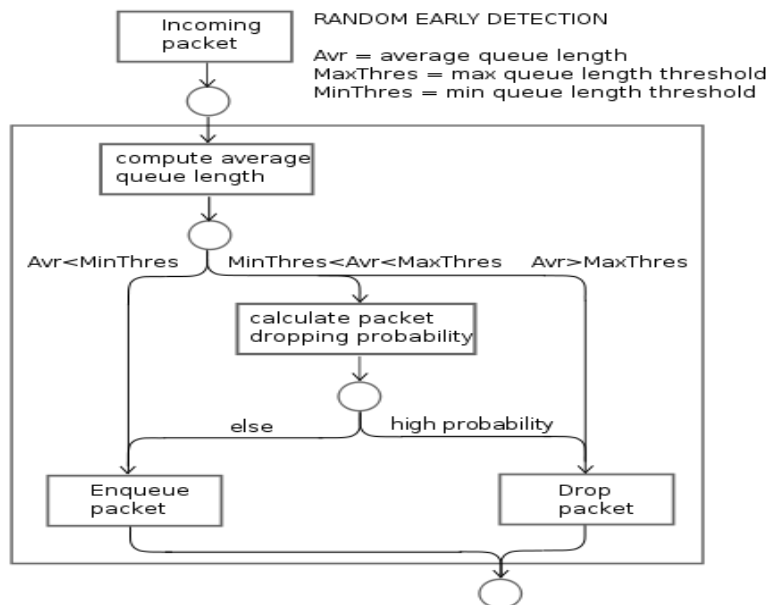 Incoming
packet
RANDOM EARLY DETECTION
Avr = average queue length
MaxThres = max queue length threshold
MinThres = min queue length threshold
compute average
queue length
Avr<MinThres
MinThres<Avr<MaxThres
Avr>MaxThres
calculate packet
dropping probability
else
high probability
Enqueue
packet
Drop
packet